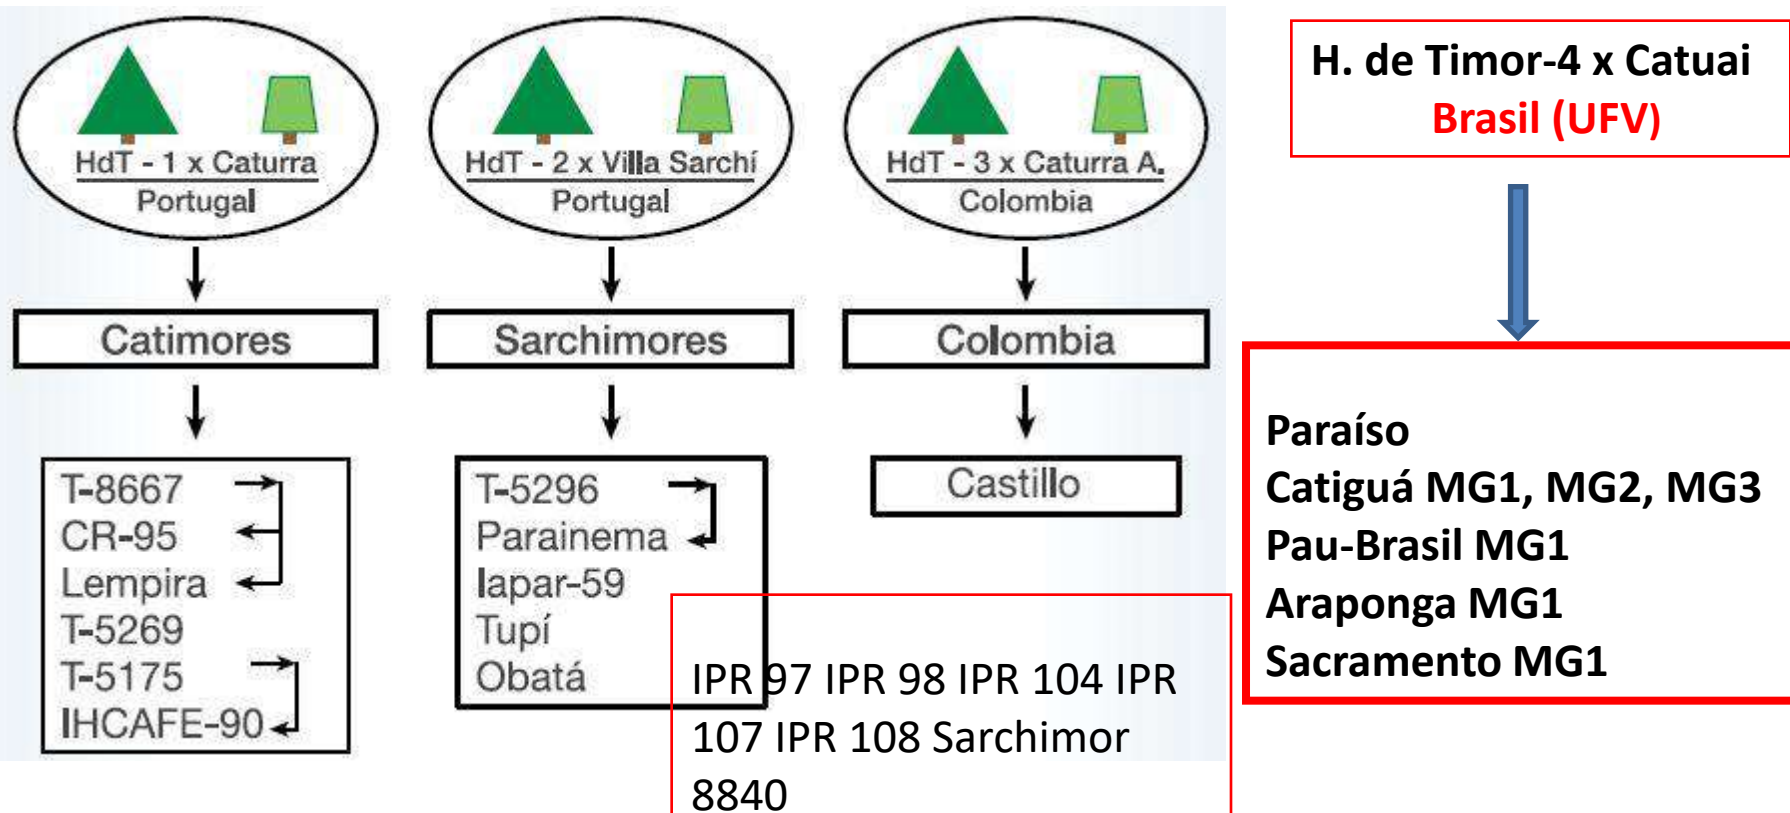 HdT - 1 x Caturra
Portugal
Catimores
T-8667
CR-95
Lempira
T-5269
T-5175
IHCAFE-90
HdT - 2 x Villa Sarchí
Portugal
Sarchimores
T-5296
Parainema
Iapar-59
Tupí
Obatá
IPR 97 IPR 98 IPR 104 IPR
107 IPR 108 Sarchimor
8840
HdT - 3 x Caturra A.
Colombia
Colombia
Castillo
H. de Timor-4 x Catuai
Brasil (UFV)
Paraíso
Catiguá MG1, MG2, MG3
Pau-Brasil MG1
Araponga MG1
Sacramento MG1